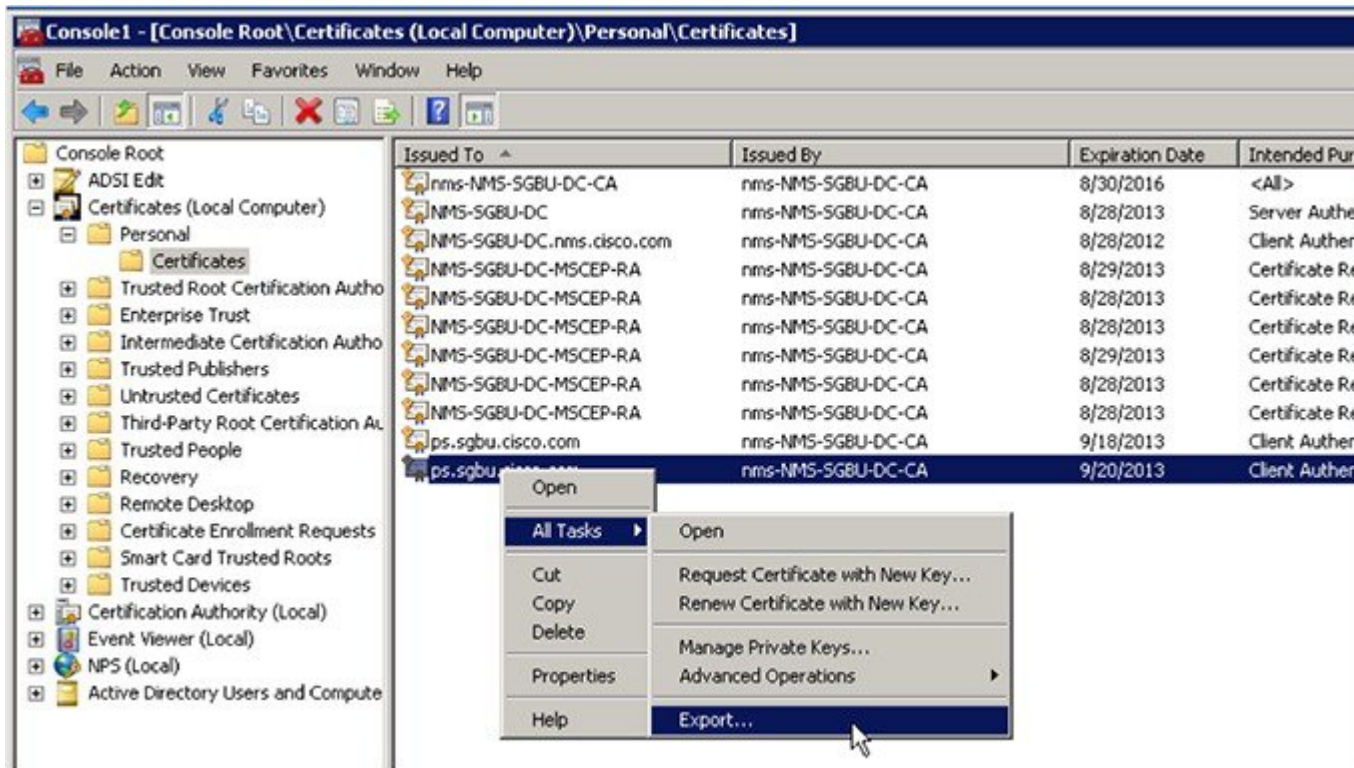 Console1 - [Console Root\Certificates (Local Computer)\Personal\Certificates]
File Action View Favorites Window Help
Console Root
ADSI Edit
Certificates (Local Computer)
Personal
Certificates
Trusted Root Certification Autho
Enterprise Trust
Intermediate Certification Autho
Trusted Publishers
Untrusted Certificates
Third-Party Root Certification Au
Trusted People
Recovery
Remote Desktop
Certificate Enrollment Requests
Smart Card Trusted Roots
Trusted Devices
Certification Authority (Local)
Event Viewer (Local)
NPS (Local)
Active Directory Users and Compute
Issued To Issued By Expiration Date Intended Pur
nms-NMS-SGBU-DC-CA nms-NMS-SGBU-DC-CA 8/30/2016 <All>
NMS-SGBU-DC nms-NMS-SGBU-DC-CA 8/28/2013 Server Authe
NMS-SGBU-DC.nms.cisco.com nms-NMS-SGBU-DC-CA 8/28/2012 Client Authen
NMS-SGBU-DC-MSCEP-RA nms-NMS-SGBU-DC-CA 8/29/2013 Certificate Re
NMS-SGBU-DC-MSCEP-RA nms-NMS-SGBU-DC-CA 8/28/2013 Certificate Re
NMS-SGBU-DC-MSCEP-RA nms-NMS-SGBU-DC-CA 8/28/2013 Certificate Re
NMS-SGBU-DC-MSCEP-RA nms-NMS-SGBU-DC-CA 8/29/2013 Certificate Re
NMS-SGBU-DC-MSCEP-RA nms-NMS-SGBU-DC-CA 8/28/2013 Certificate Re
NMS-SGBU-DC-MSCEP-RA nms-NMS-SGBU-DC-CA 8/28/2013 Certificate Re
ps.sgbu.cisco.com nms-NMS-SGBU-DC-CA 9/18/2013 Client Authen
ps.sgbu. nms-NMS-SGBU-DC-CA 9/20/2013 Client Authen
Open
All Tasks
Cut
Copy
Delete
Properties
Help
Open
Request Certificate with New Key...
Renew Certificate with New Key...
Manage Private Keys...
Advanced Operations
Export...